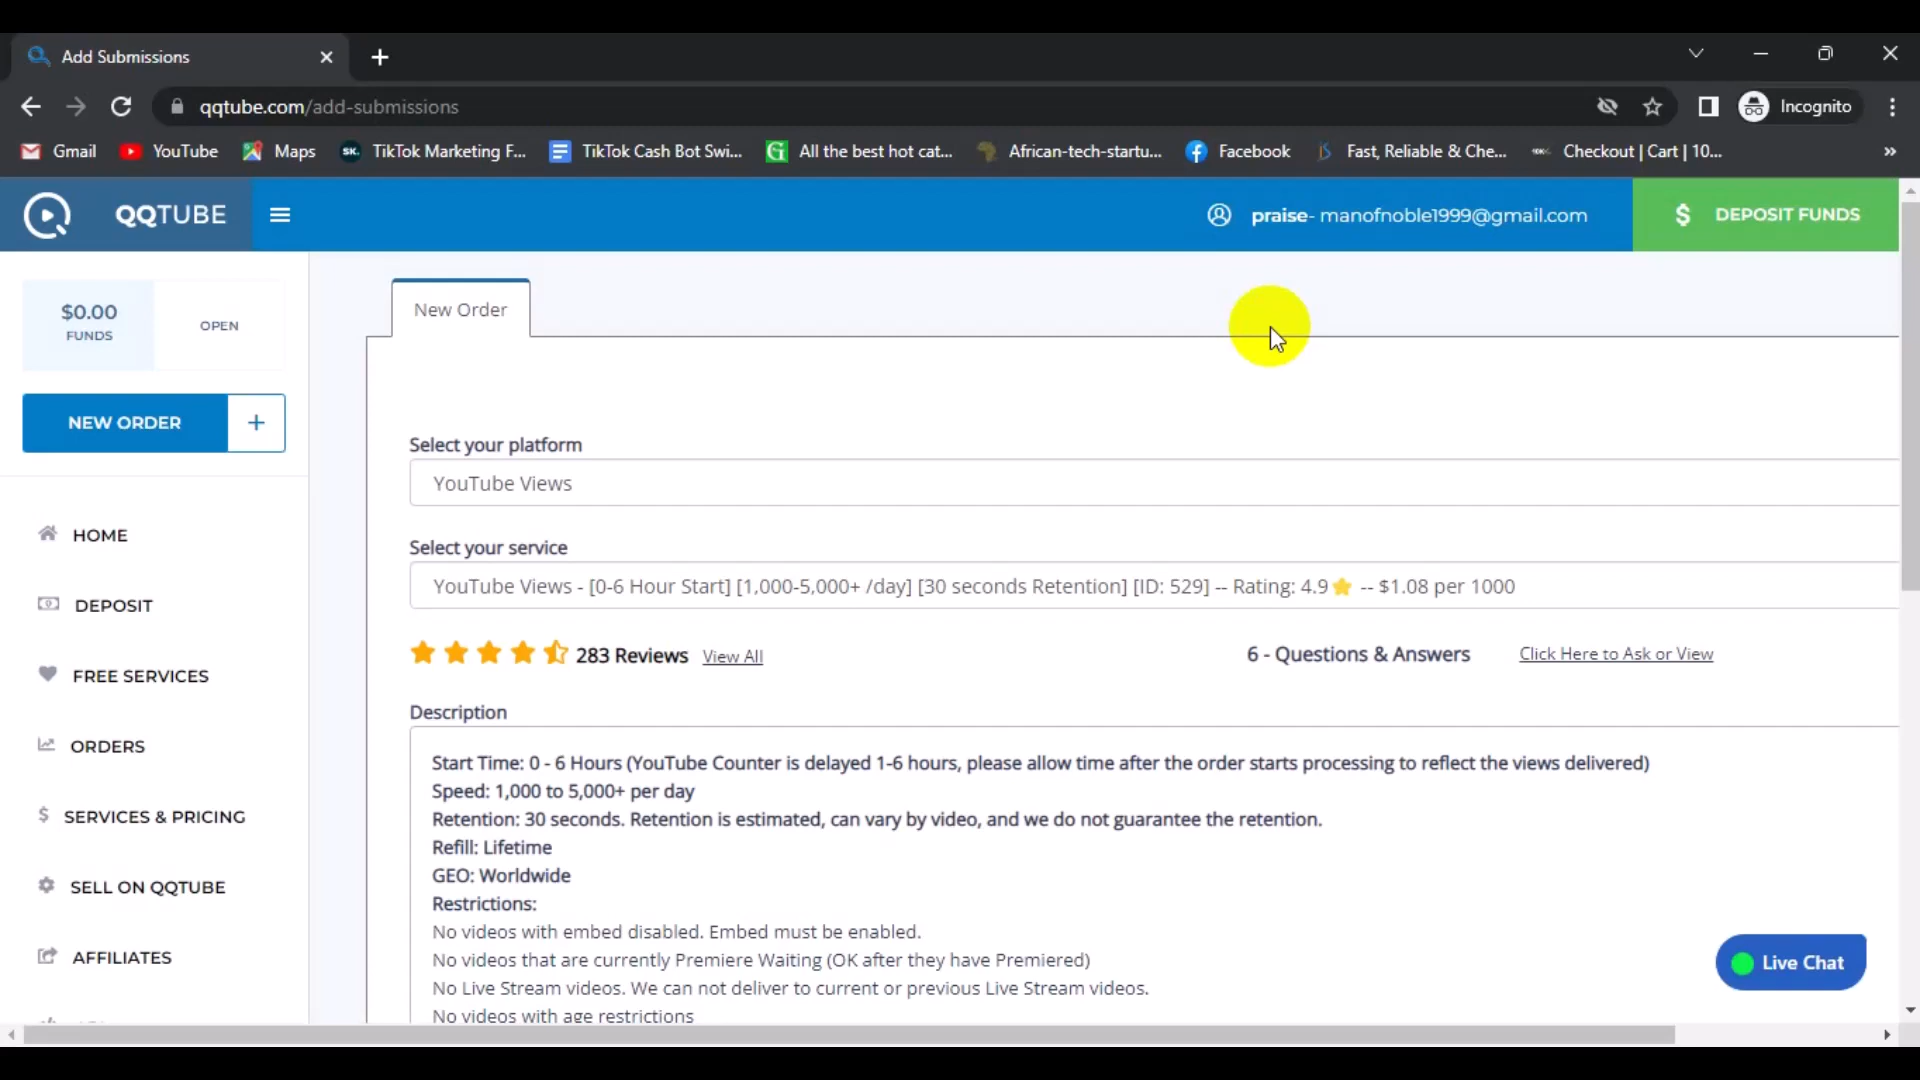 Add Submissions
qqtube.com/add-submissions
Incognito
Gmail YouTube Maps TikTok Marketing F... TikTok Cash Bot Swi... All the best hot cat... African-tech-startu... Facebook Fast, Reliable & Che... Checkout | Cart | 10... »
QQTUBE
praise- manofnoble1999@gmail.com
$ DEPOSIT FUNDS
$0.00
FUNDS
OPEN
NEW ORDER +
HOME
DEPOSIT
FREE SERVICES
ORDERS
$ SERVICES & PRICING
SELL ON QQTUBE
AFFILIATES
New Order
Select your platform
YouTube Views
Select your service
YouTube Views - [0-6 Hour Start] [1,000-5,000+ /day] [30 seconds Retention] [ID: 529] -- Rating: 4.9⭐ -- $1.08 per 1000
283 Reviews View All
6 - Questions & Answers Click Here to Ask or View
Description
Start Time: 0 - 6 Hours (YouTube Counter is delayed 1-6 hours, please allow time after the order starts processing to reflect the views delivered)
Speed: 1,000 to 5,000+ per day
Retention: 30 seconds. Retention is estimated, can vary by video, and we do not guarantee the retention.
Refill: Lifetime
GEO: Worldwide
Restrictions:
No videos with embed disabled. Embed must be enabled.
No videos that are currently Premiere Waiting (OK after they have Premiered)
No Live Stream videos. We can not deliver to current or previous Live Stream videos.
No videos with age restrictions
Live Chat